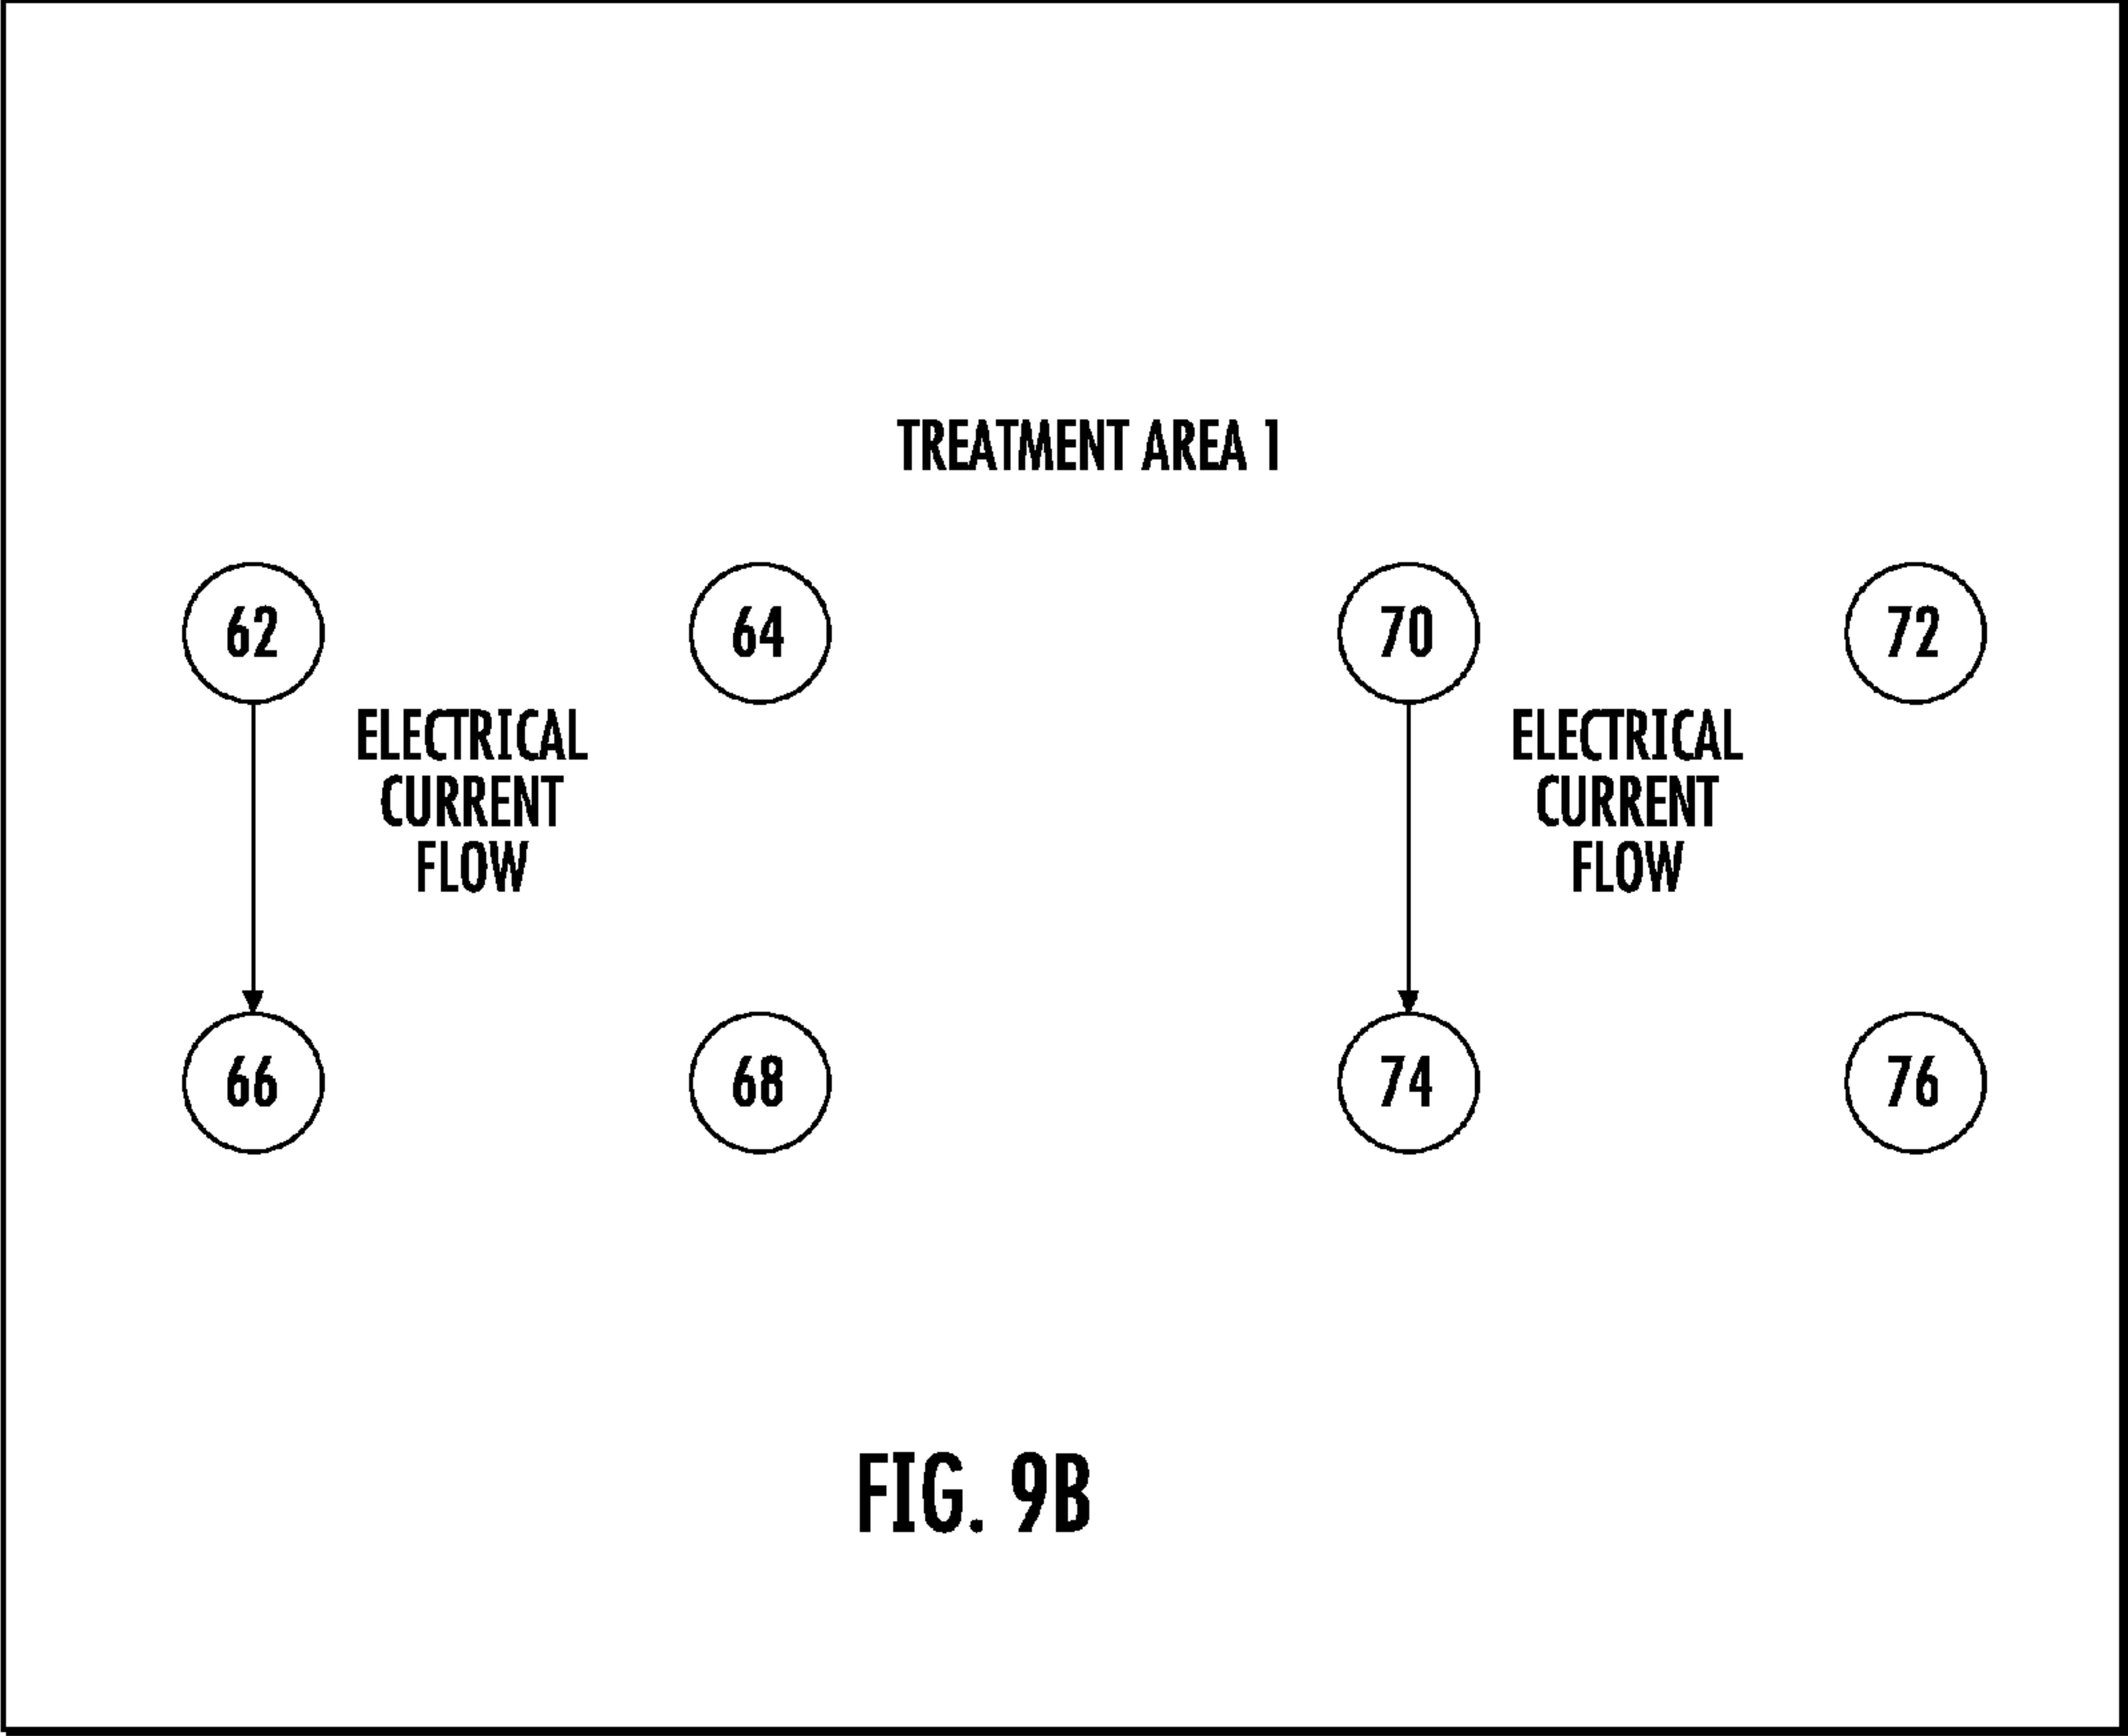 TREATMENT AREA 1
62
64
70
72
ELECTRICAL
CURRENT
FLOW
ELECTRICAL
CURRENT
FLOW
66
68
74
76
FIG. 9B